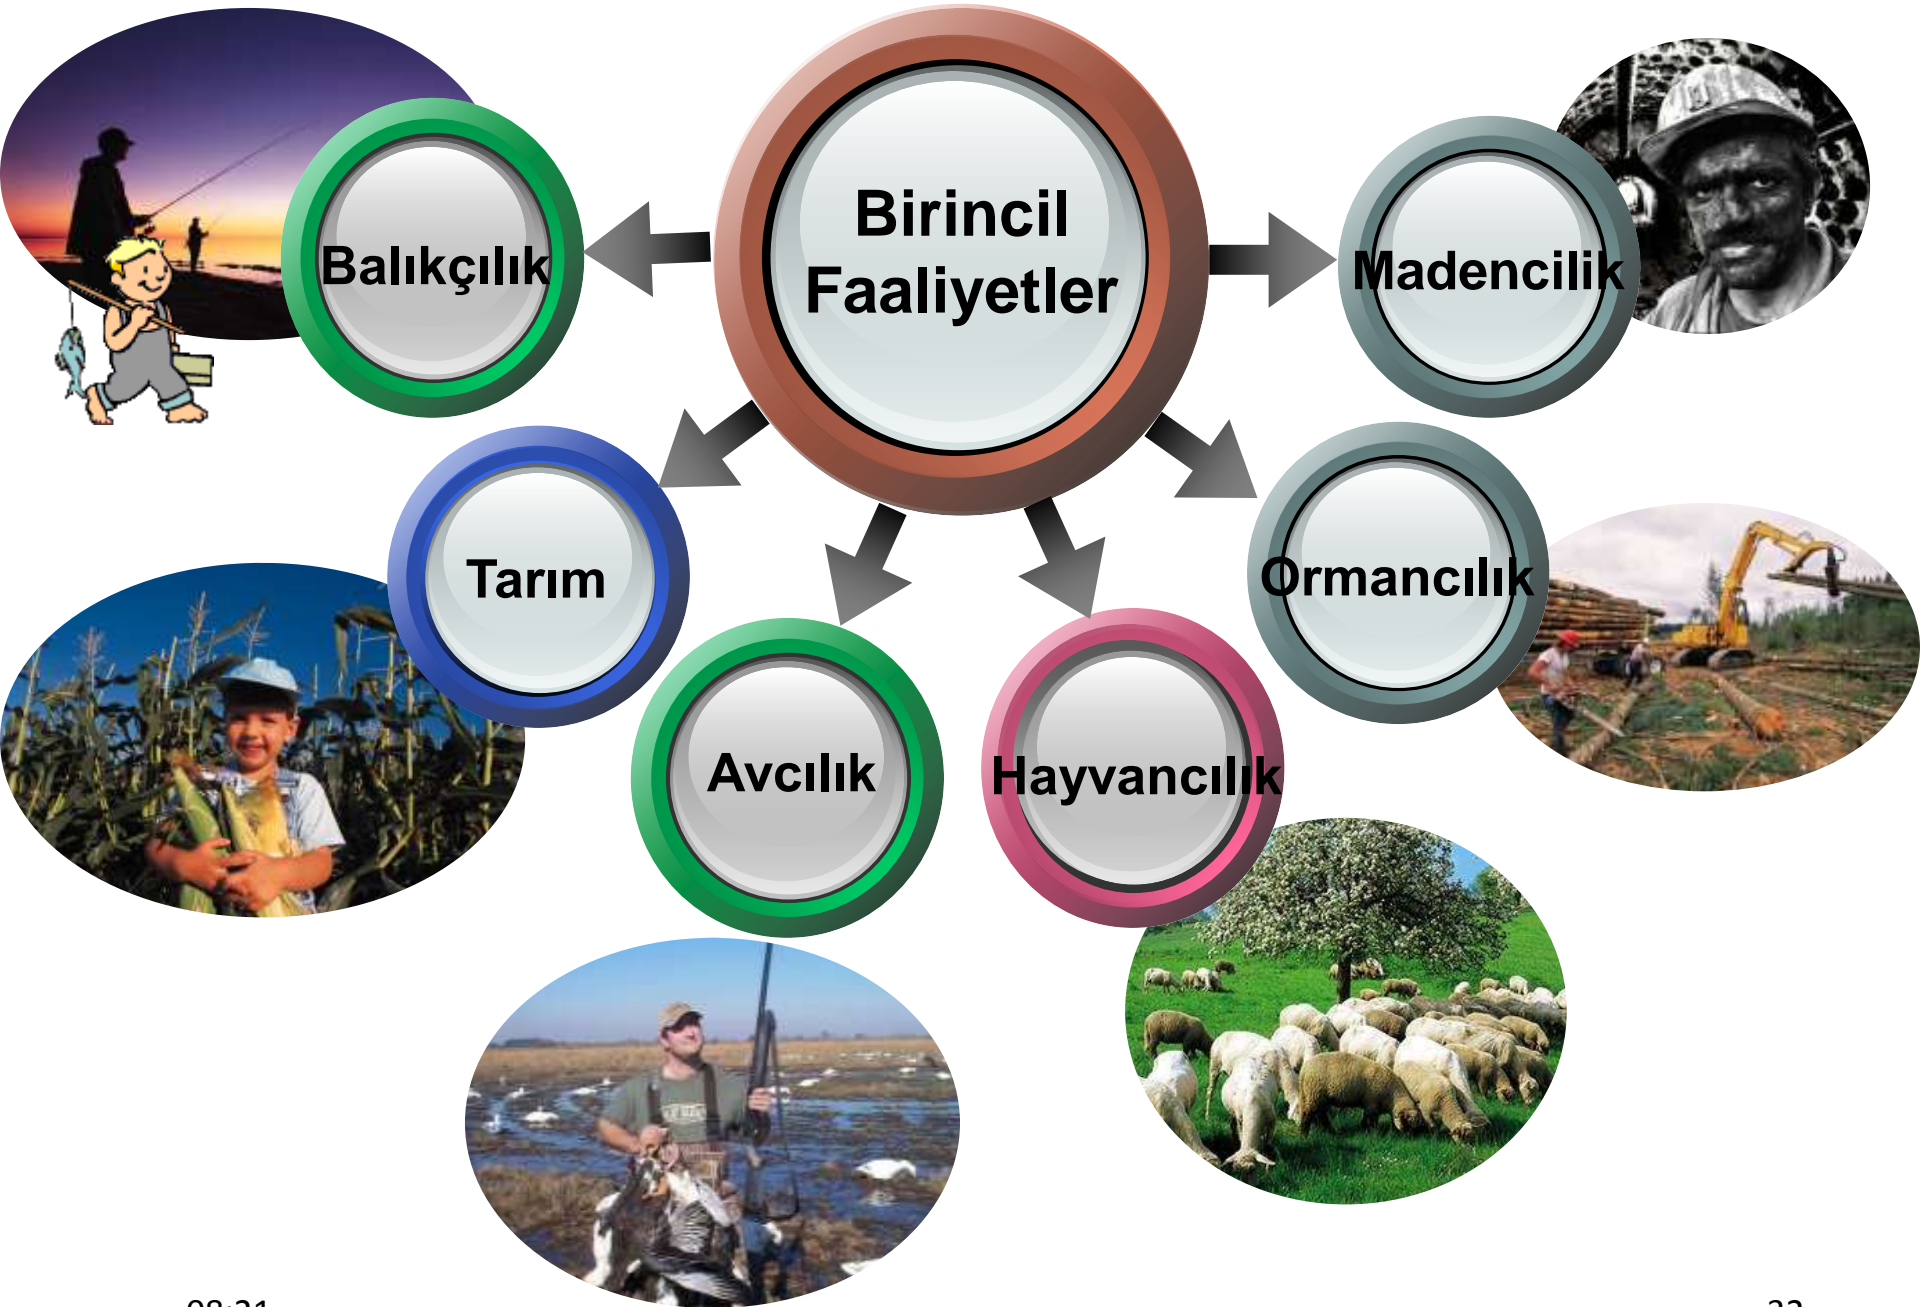 Birincil
Faaliyetler
Balıkçılık
Madencilik
Tarım
Ormancılık
Avcılık
Hayvancılık